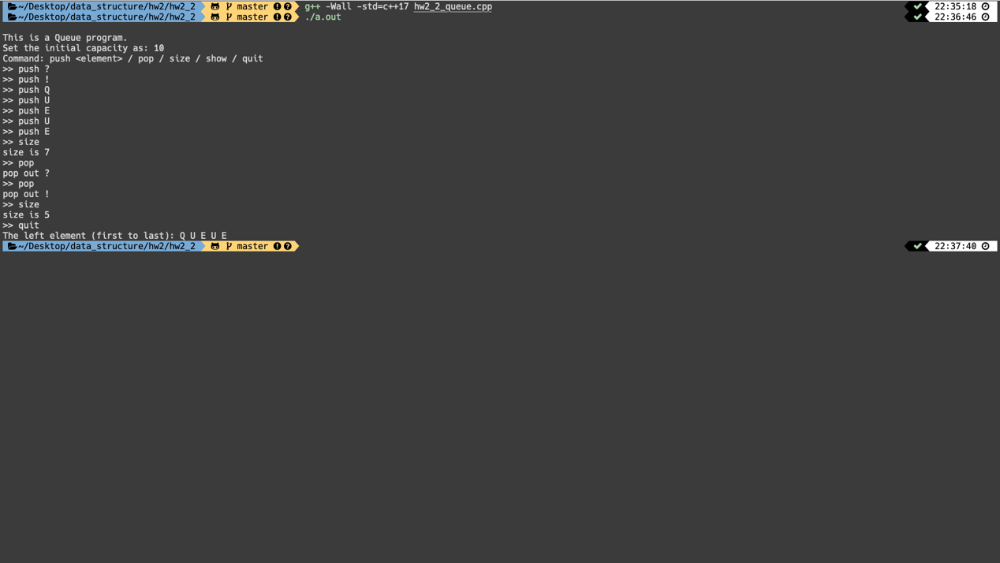 ~/Desktop/data_structure/hw2/hw2_2 master g++ -Wall -std=c++17 hw2_2_queue.cpp 22:35:18
~/Desktop/data_structure/hw2/hw2_2 master ./a.out 22:36:46
This is a Queue program.
Set the initial capacity as: 10
Command: push <element> / pop / size / show / quit
>> push ?
>> push !
>> push Q
>> push U
>> push E
>> push U
>> push E
>> size
size is 7
>> pop
pop out ?
>> pop
pop out !
>> size
size is 5
>> quit
The left element (first to last): Q U E U E
~/Desktop/data_structure/hw2/hw2_2 master 22:37:40